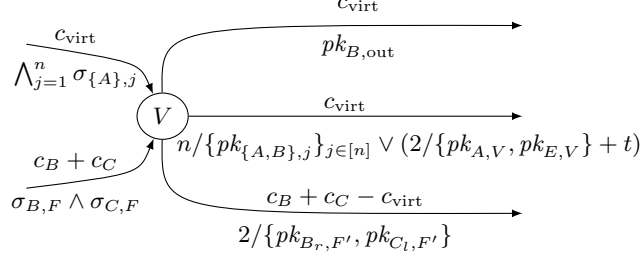 c_virt
pk_{B,out}
c_virt
⋀_{j=1}^{n} σ_{{A},j}
V
c_virt
n/{pk_{{A,B},j}}_{j∈[n]} ∨ (2/{pk_{A,V}, pk_{E,V}} + t)
c_B + c_C
σ_{B,F} ∧ σ_{C,F}
c_B + c_C − c_virt
2/{pk_{B_r,F′}, pk_{C_l,F′}}